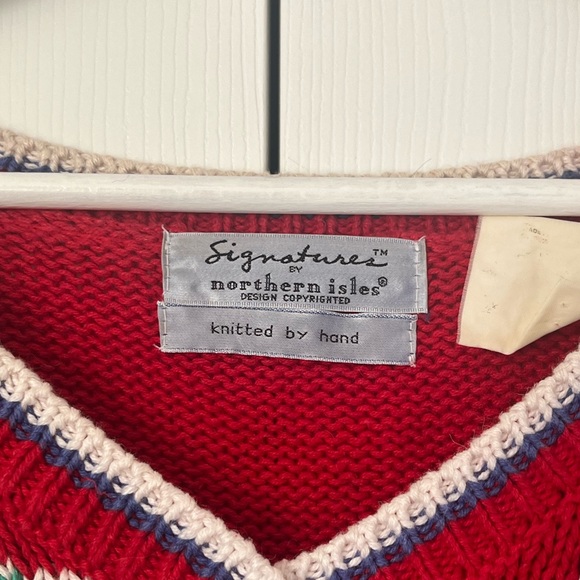 Signatures™
BY
northern isles®
DESIGN COPYRIGHTED
knitted by hand